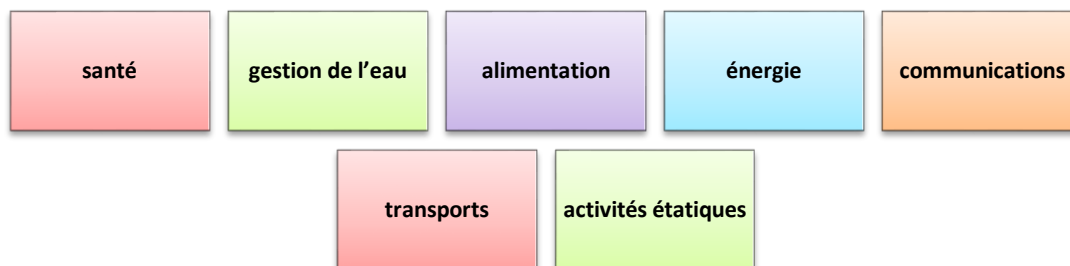 santé
gestion de l’eau
alimentation
énergie
communications
transports
activités étatiques